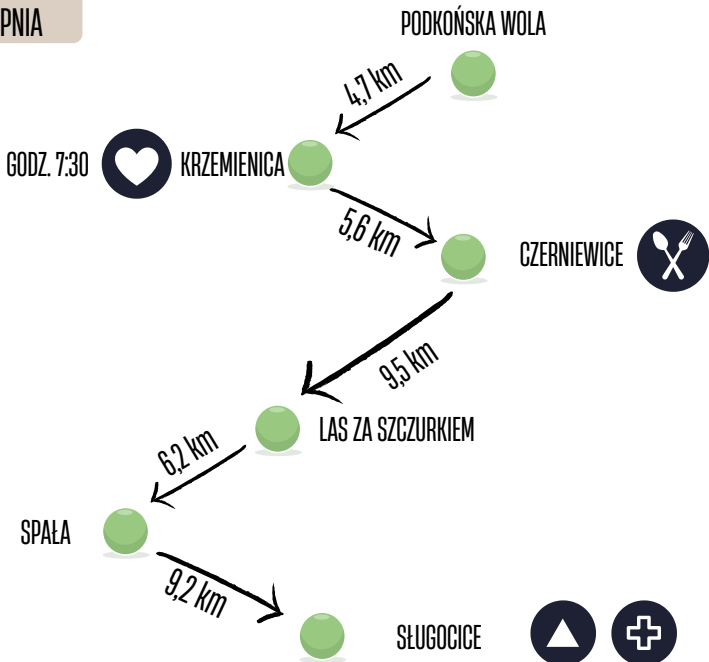 PNIA
PODKOŃSKA WOLA
4,7 km
GODZ. 7:30
KRZEMIENICA
5,6 km
CZERNIEWICE
9,5 km
LAS ZA SZCZURKIEM
6,2 km
SPAŁA
9,2 km
SŁUGOCICE